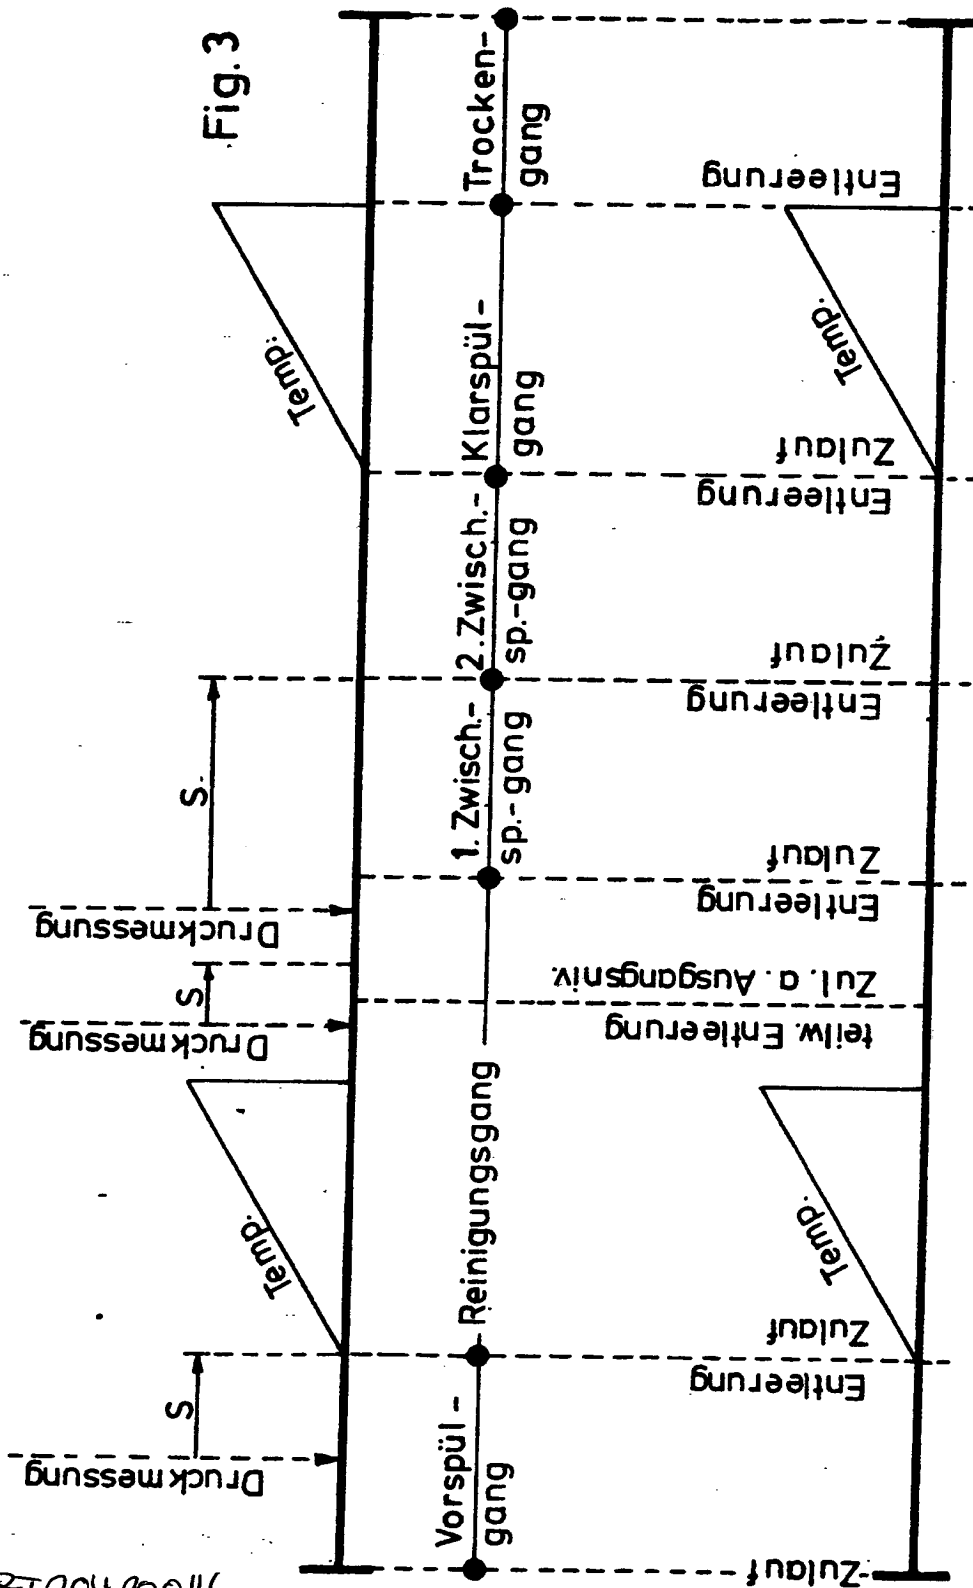 Fig. 3
Druckmessung
S
Druckmessung
S
Druckmessung
S.
Temp.
Temp.
Vorspül-
gang
Reinigungsgang
1. Zwisch.-
sp.-gang
2. Zwisch.-
sp.-gang
Klarspül-
gang
Trocken-
gang
Zulauf
Entleerung
Zulauf
Temp.
teilw. Entleerung
Zul. a. Ausgangsniv.
Entleerung
Zulauf
Entleerung
Zulauf
Entleerung
Zulauf
Temp.
Entleerung